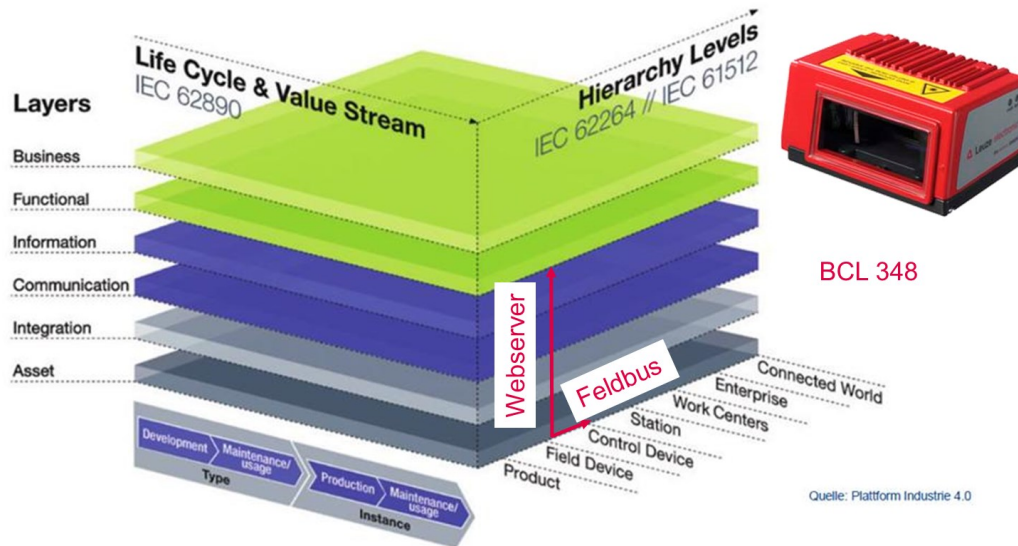 Life Cycle & Value Stream
IEC 62890
Hierarchy Levels
IEC 62264 // IEC 61512
Layers
Business
Functional
Information
Communication
Integration
Asset
Webserver
Feldbus
BCL 348
Leuze electronic
Connected World
Enterprise
Work Centers
Station
Control Device
Field Device
Product
Development
Maintenance/
usage
Type
Production
Maintenance/
usage
Instance
Quelle: Plattform Industrie 4.0